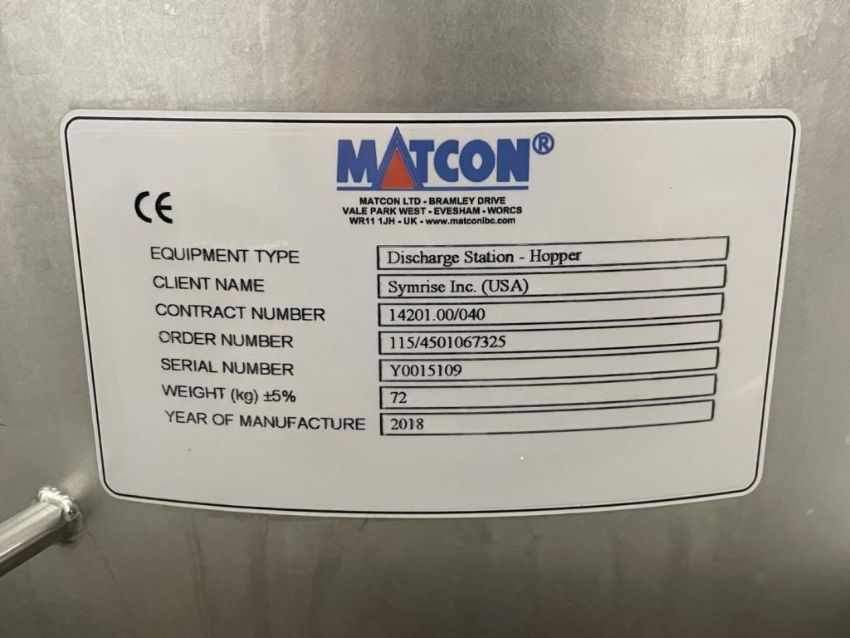 MATCON®
MATCON LTD - BRAMLEY DRIVE
VALE PARK WEST - EVESHAM - WORCS
WR11 1JH - UK - www.matconibc.com
CE
EQUIPMENT TYPE Discharge Station - Hopper
CLIENT NAME Symrise Inc. (USA)
CONTRACT NUMBER 14201.00/040
ORDER NUMBER 115/4501067325
SERIAL NUMBER Y0015109
WEIGHT (kg) ±5% 72
YEAR OF MANUFACTURE 2018